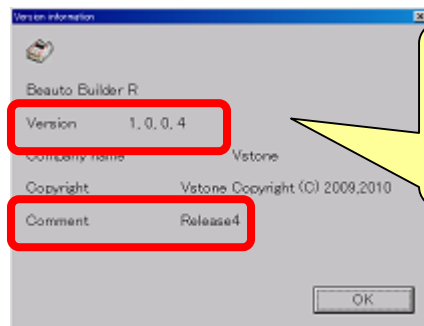 Version information
Beauto Builder R
Version 1, 0, 0, 4
Company name Vstone
Copyright Vstone Copyright (C) 2009,2010
Comment Release4
OK